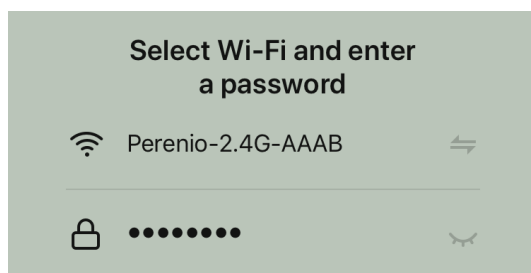 Select Wi-Fi and enter
a password
Perenio-2.4G-AAAB
●●●●●●●●